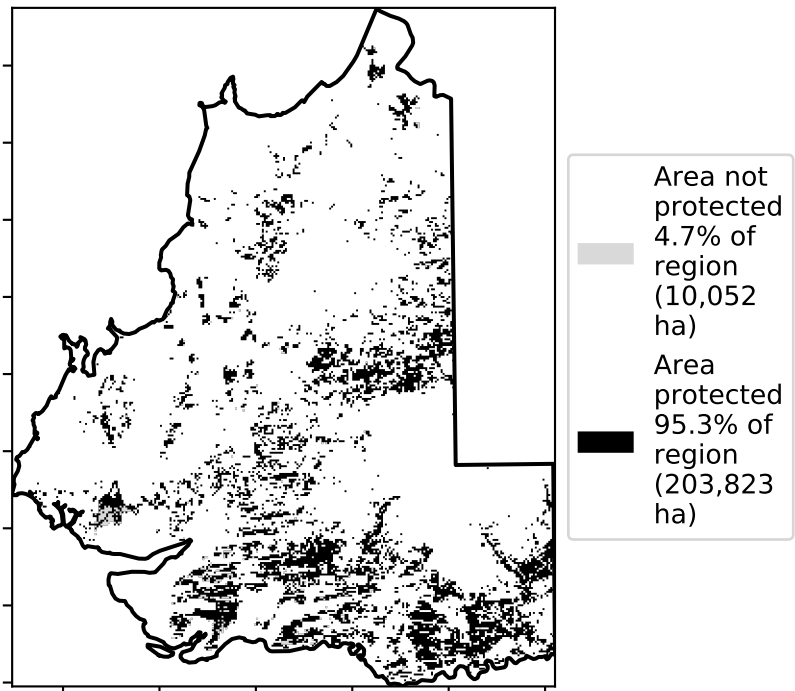 Area not
protected
4.7% of
region
(10,052
ha)
Area
protected
95.3% of
region
(203,823
ha)